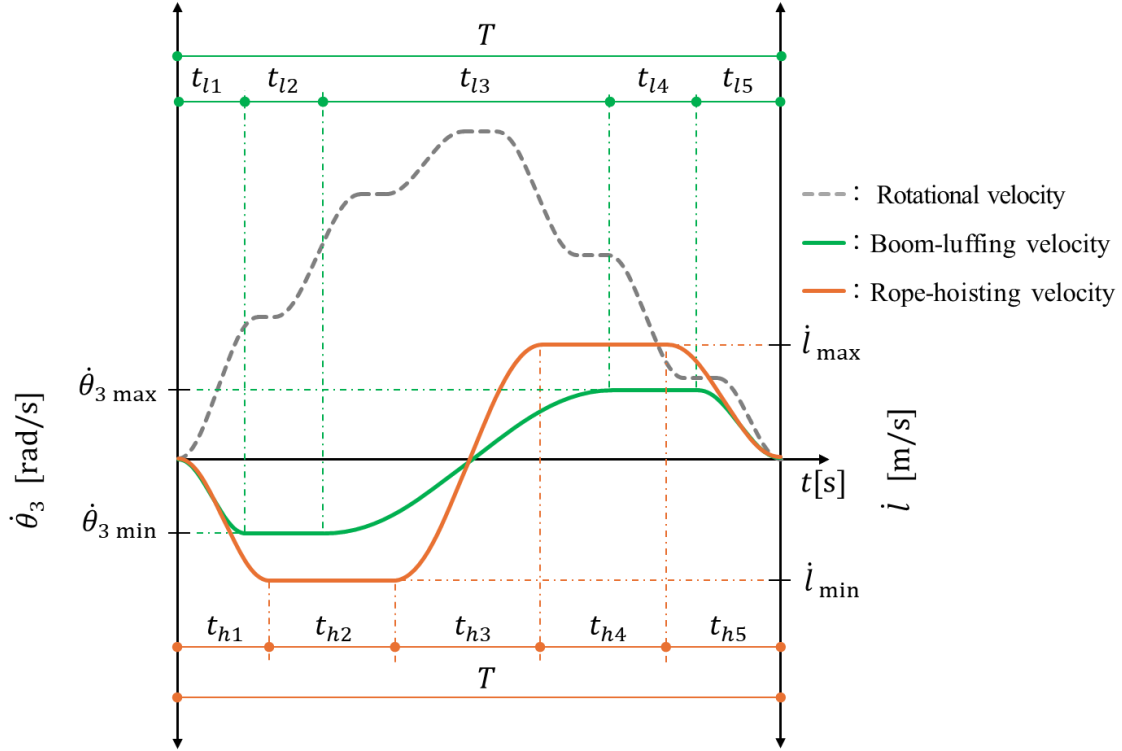 T
t_{l1} t_{l2} t_{l3} t_{l4} t_{l5}
: Rotational velocity
: Boom-luffing velocity
: Rope-hoisting velocity
l̇ max
θ̇ 3 max
θ̇ 3 [rad/s]
l̇ [m/s]
t[s]
θ̇ 3 min
l̇ min
t_{h1} t_{h2} t_{h3} t_{h4} t_{h5}
T